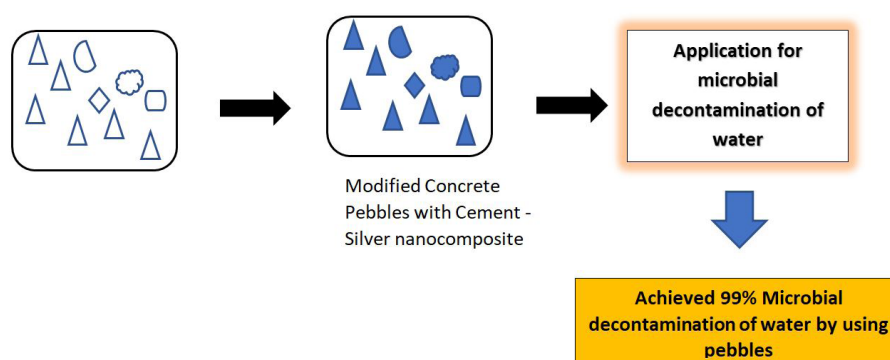 Modified Concrete
Pebbles with Cement -
Silver nanocomposite
Application for
microbial
decontamination of
water
Achieved 99% Microbial
decontamination of water by using
pebbles